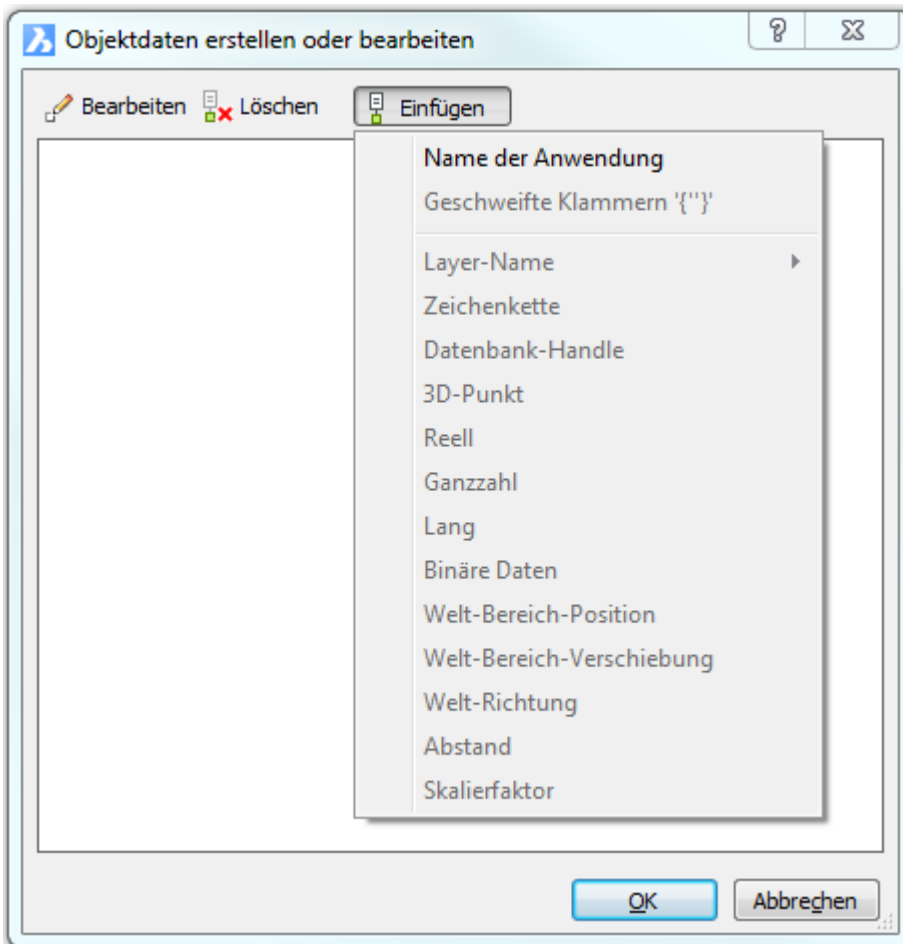 Objektdaten erstellen oder bearbeiten
Bearbeiten Löschen Einfügen
Name der Anwendung
Geschweifte Klammern '{''}'
Layer-Name
Zeichenkette
Datenbank-Handle
3D-Punkt
Reell
Ganzzahl
Lang
Binäre Daten
Welt-Bereich-Position
Welt-Bereich-Verschiebung
Welt-Richtung
Abstand
Skalierfaktor
OK Abbrechen